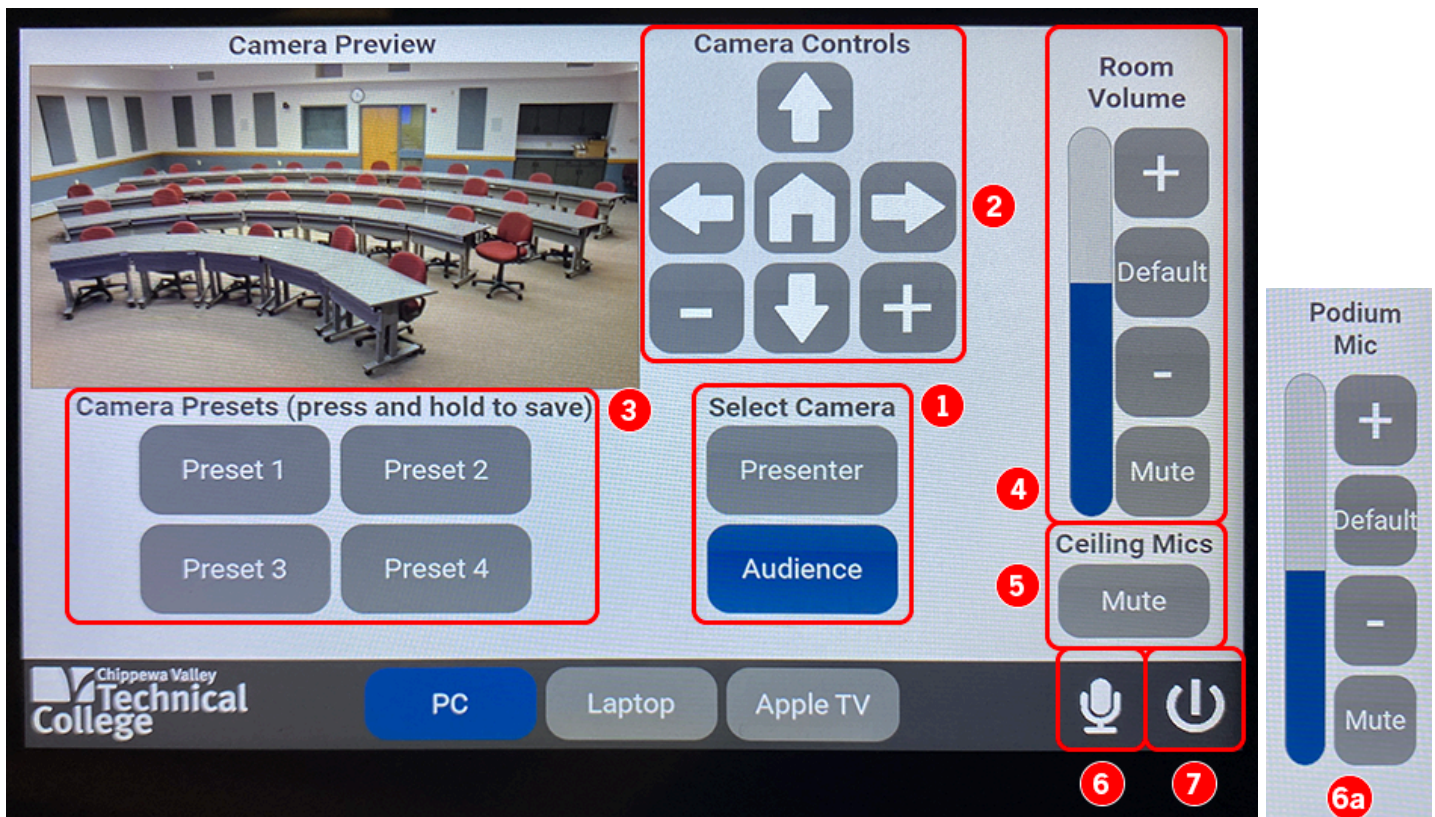 Camera Preview
Camera Controls
2
-
+
Camera Presets (press and hold to save)
3
Preset 1
Preset 2
Preset 3
Preset 4
Select Camera
1
Presenter
Audience
Room
Volume
+
Default
-
Mute
4
Ceiling Mics
5
Mute
Chippewa Valley
Technical
College
PC
Laptop
Apple TV
6
7
Podium
Mic
+
Default
-
Mute
6a